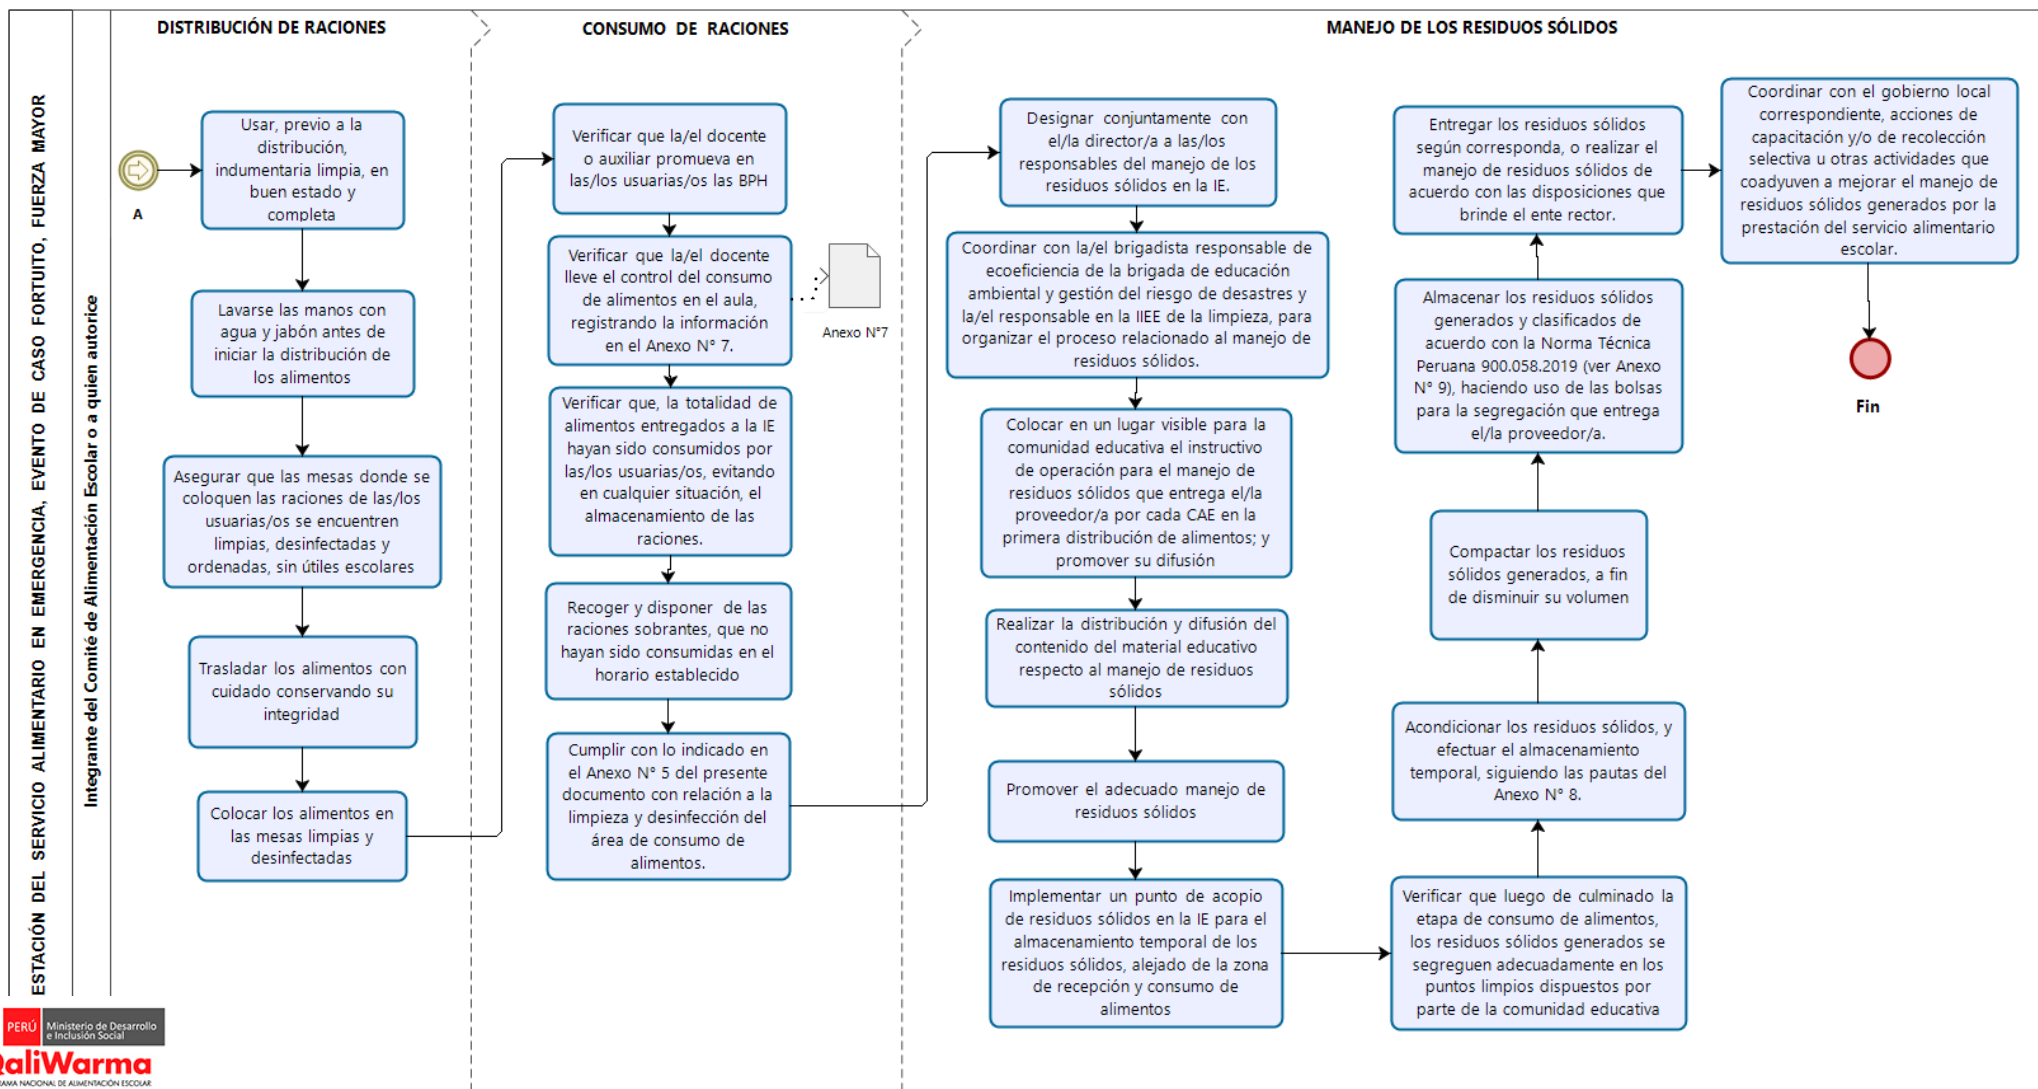 ESTACIÓN DEL SERVICIO ALIMENTARIO EN EMERGENCIA, EVENTO DE CASO FORTUITO, FUERZA MAYOR
Integrante del Comité de Alimentación Escolar o a quien autorice
DISTRIBUCIÓN DE RACIONES
A
Usar, previo a la
distribución,
indumentaria limpia, en
buen estado y
completa
Lavarse las manos con
agua y jabón antes de
iniciar la distribución de
los alimentos
Asegurar que las mesas donde se
coloquen las raciones de las/los
usuarias/os se encuentren
limpias, desinfectadas y
ordenadas, sin útiles escolares
Trasladar los alimentos con
cuidado conservando su
integridad
Colocar los alimentos en
las mesas limpias y
desinfectadas
CONSUMO DE RACIONES
Verificar que la/el docente
o auxiliar promueva en
las/los usuarias/os las BPH
Verificar que la/el docente
lleve el control del consumo
de alimentos en el aula,
registrando la información
en el Anexo N° 7.
Anexo N°7
Verificar que, la totalidad de
alimentos entregados a la IE
hayan sido consumidos por
las/los usuarias/os, evitando
en cualquier situación, el
almacenamiento de las
raciones.
Recoger y disponer de las
raciones sobrantes, que no
hayan sido consumidas en el
horario establecido
Cumplir con lo indicado en
el Anexo N° 5 del presente
documento con relación a la
limpieza y desinfección del
área de consumo de
alimentos.
MANEJO DE LOS RESIDUOS SÓLIDOS
Designar conjuntamente con
el/la director/a a las/los
responsables del manejo de los
residuos sólidos en la IE.
Coordinar con la/el brigadista responsable de
ecoeficiencia de la brigada de educación
ambiental y gestión del riesgo de desastres y
la/el responsable en la IIEE de la limpieza, para
organizar el proceso relacionado al manejo de
residuos sólidos.
Colocar en un lugar visible para la
comunidad educativa el instructivo
de operación para el manejo de
residuos sólidos que entrega el/la
proveedor/a por cada CAE en la
primera distribución de alimentos; y
promover su difusión
Realizar la distribución y difusión del
contenido del material educativo
respecto al manejo de residuos
sólidos
Promover el adecuado manejo de
residuos sólidos
Implementar un punto de acopio
de residuos sólidos en la IE para el
almacenamiento temporal de los
residuos sólidos, alejado de la zona
de recepción y consumo de
alimentos
Verificar que luego de culminado la
etapa de consumo de alimentos,
los residuos sólidos generados se
segreguen adecuadamente en los
puntos limpios dispuestos por
parte de la comunidad educativa
Acondicionar los residuos sólidos, y
efectuar el almacenamiento
temporal, siguiendo las pautas del
Anexo N° 8.
Compactar los residuos
sólidos generados, a fin
de disminuir su volumen
Almacenar los residuos sólidos
generados y clasificados de
acuerdo con la Norma Técnica
Peruana 900.058.2019 (ver Anexo
N° 9), haciendo uso de las bolsas
para la segregación que entrega
el/la proveedor/a.
Entregar los residuos sólidos
según corresponda, o realizar el
manejo de residuos sólidos de
acuerdo con las disposiciones que
brinde el ente rector.
Coordinar con el gobierno local
correspondiente, acciones de
capacitación y/o de recolección
selectiva u otras actividades que
coadyuven a mejorar el manejo de
residuos sólidos generados por la
prestación del servicio alimentario
escolar.
Fin
PERÚ
Ministerio de Desarrollo
e Inclusión Social
QaliWarma
RAMA NACIONAL DE ALIMENTACIÓN ESCOLAR